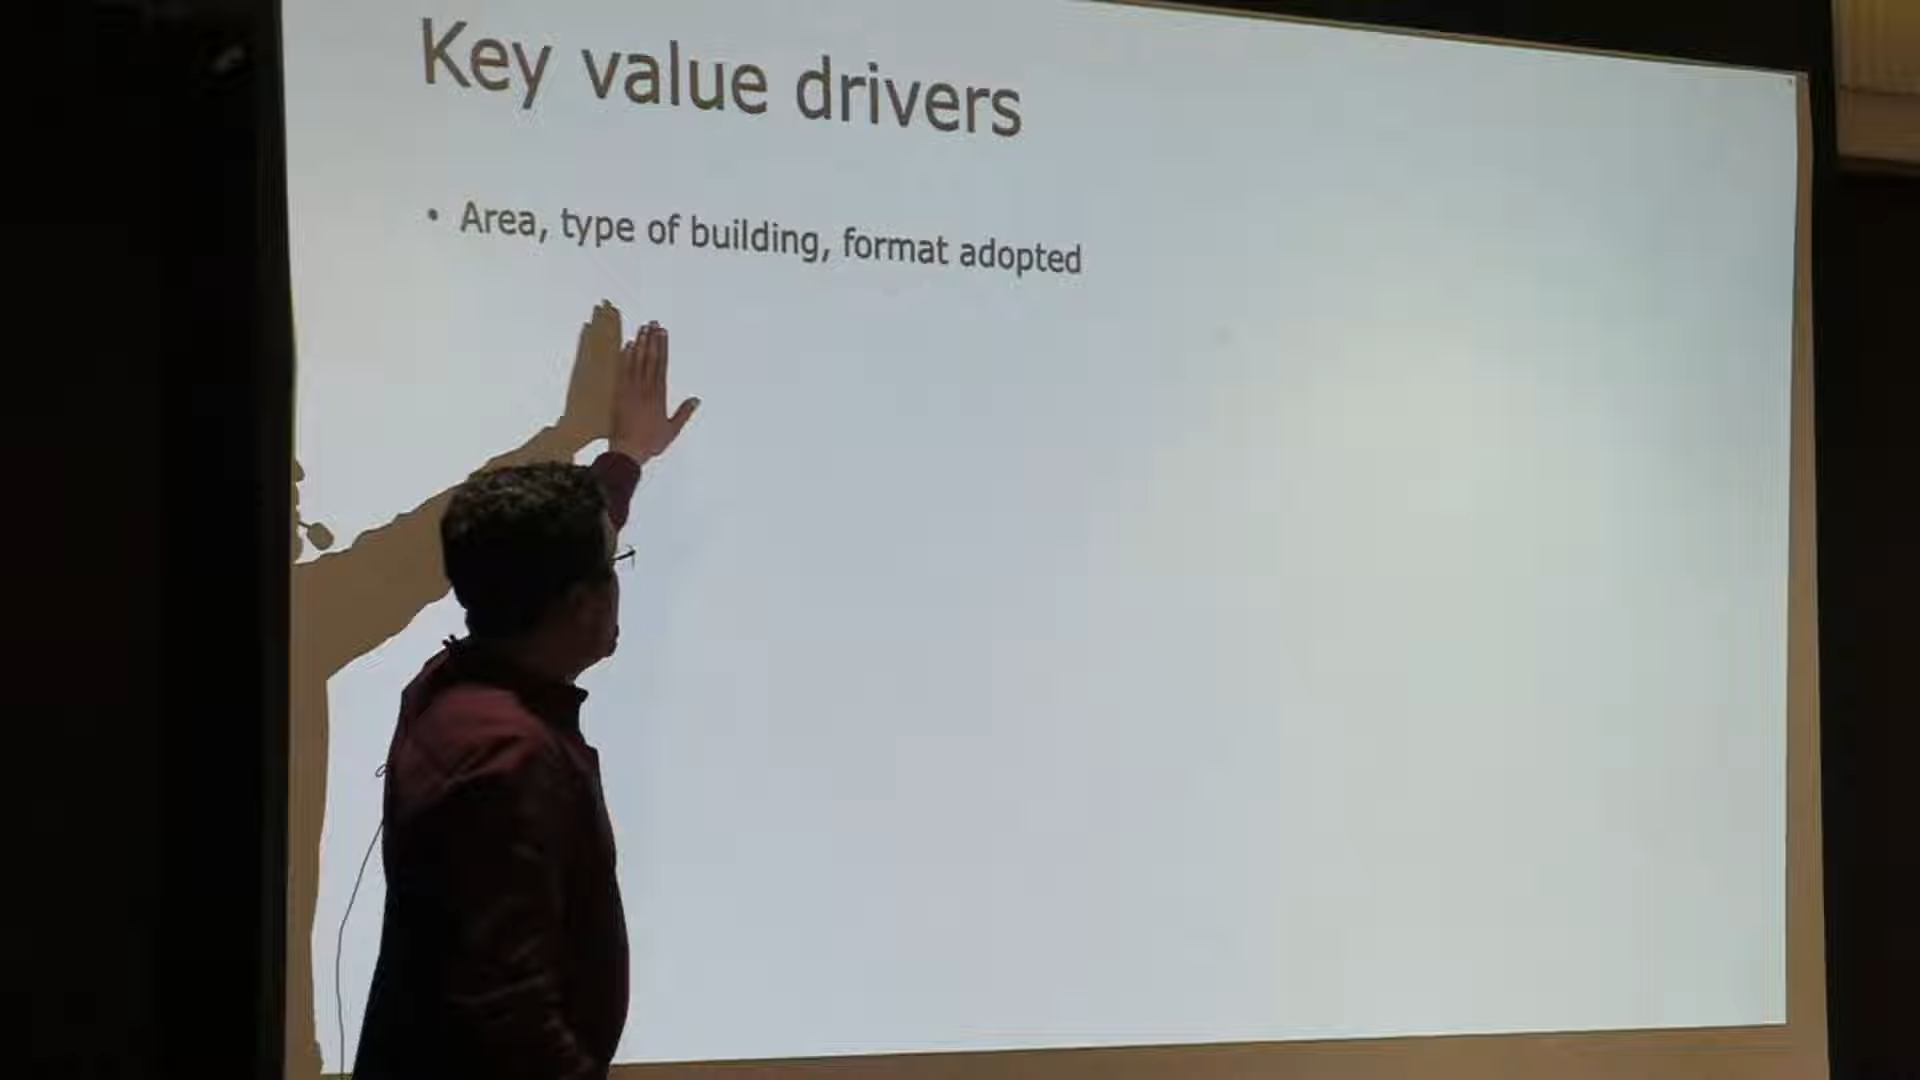 Key value drivers
• Area, type of building, format adopted